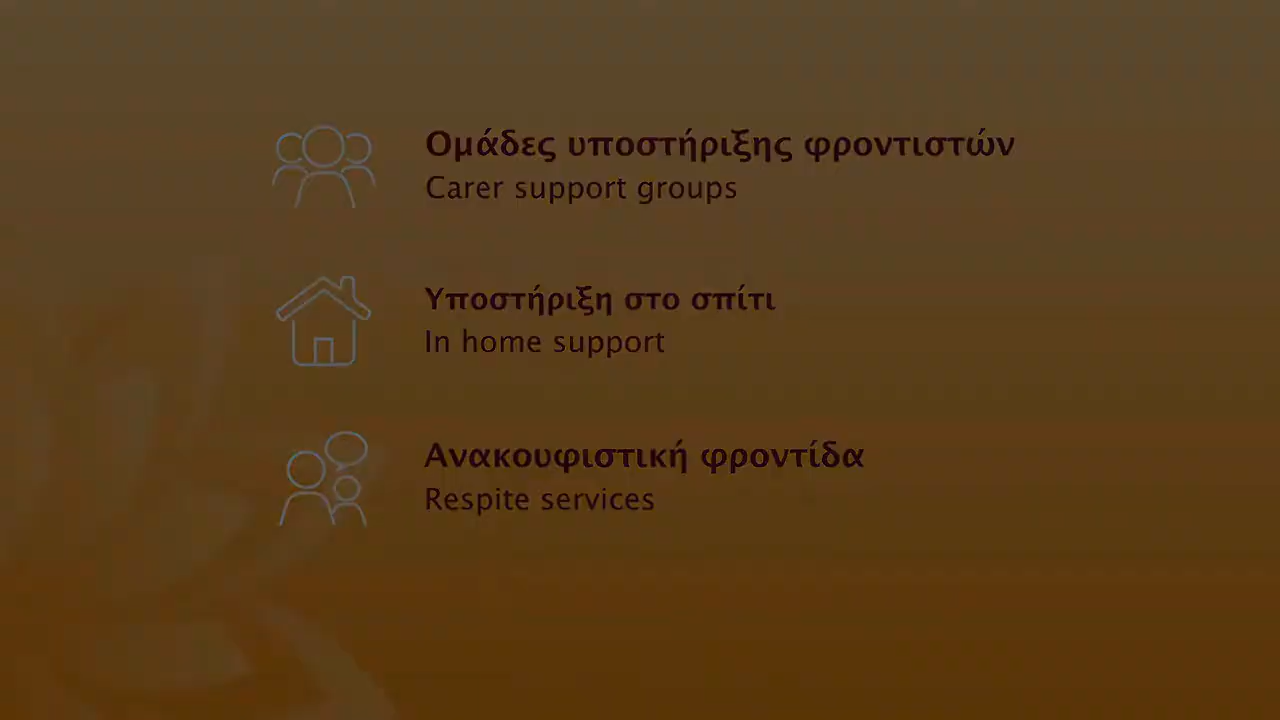 Ομάδες υποστήριξης φροντιστών
Carer support groups
Υποστήριξη στο σπίτι
In home support
Ανακουφιστική φροντίδα
Respite services